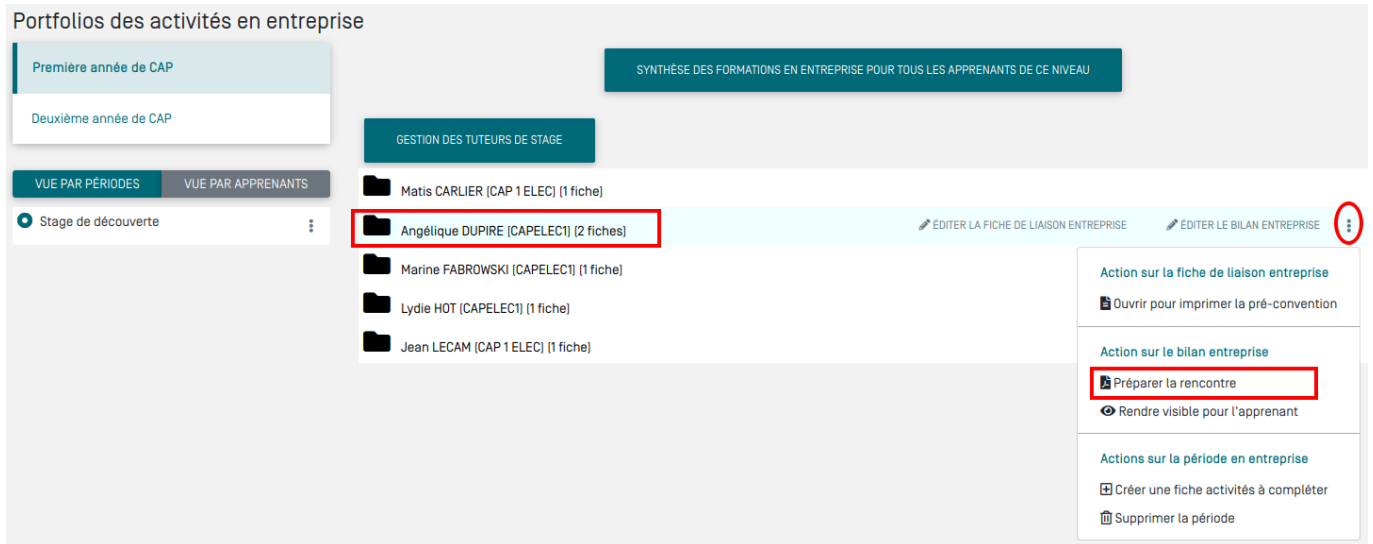 Portfolios des activités en entreprise
Première année de CAP
Deuxième année de CAP
VUE PAR PÉRIODES
VUE PAR APPRENANTS
Stage de découverte
SYNTHÈSE DES FORMATIONS EN ENTREPRISE POUR TOUS LES APPRENANTS DE CE NIVEAU
GESTION DES TUTEURS DE STAGE
Matis CARLIER (CAP 1 ELEC) (1 fiche)
Angélique DUPIRE (CAPELEC1) (2 fiches)
ÉDITER LA FICHE DE LIAISON ENTREPRISE
ÉDITER LE BILAN ENTREPRISE
Marine FABROWSKI (CAPELEC1) (1 fiche)
Lydie HOT (CAPELEC1) (1 fiche)
Jean LECAM (CAP 1 ELEC) (1 fiche)
Action sur la fiche de liaison entreprise
Ouvrir pour imprimer la pré-convention
Action sur le bilan entreprise
Préparer la rencontre
Rendre visible pour l'apprenant
Actions sur la période en entreprise
Créer une fiche activités à compléter
Supprimer la période